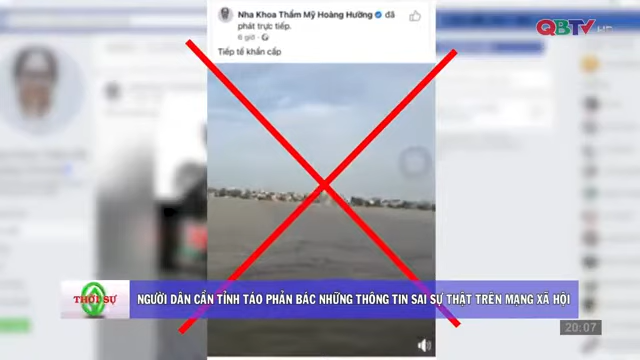 Nha Khoa Thẩm Mỹ Hoàng Hường đã
phát trực tiếp.
6 giờ
Tiếp tế khẩn cấp
QBTV HD
THỜI SỰ
NGƯỜI DÂN CẦN TỈNH TÁO PHẢN BÁC NHỮNG THÔNG TIN SAI SỰ THẬT TRÊN MẠNG XÃ HỘI
20:07